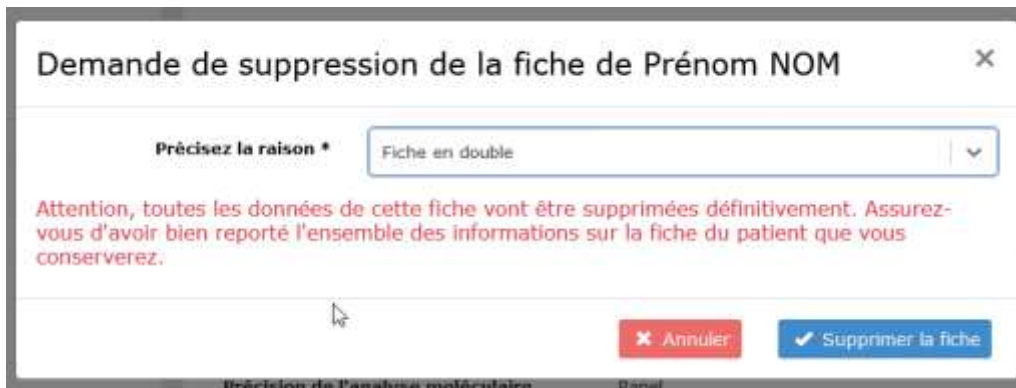 Demande de suppression de la fiche de Prénom NOM
Précisez la raison *
Fiche en double
Attention, toutes les données de cette fiche vont être supprimées définitivement. Assurez-
vous d'avoir bien reporté l'ensemble des informations sur la fiche du patient que vous
conserverez.
Annuler
Supprimer la fiche
Précision de l'analyse moléculaire
Panel